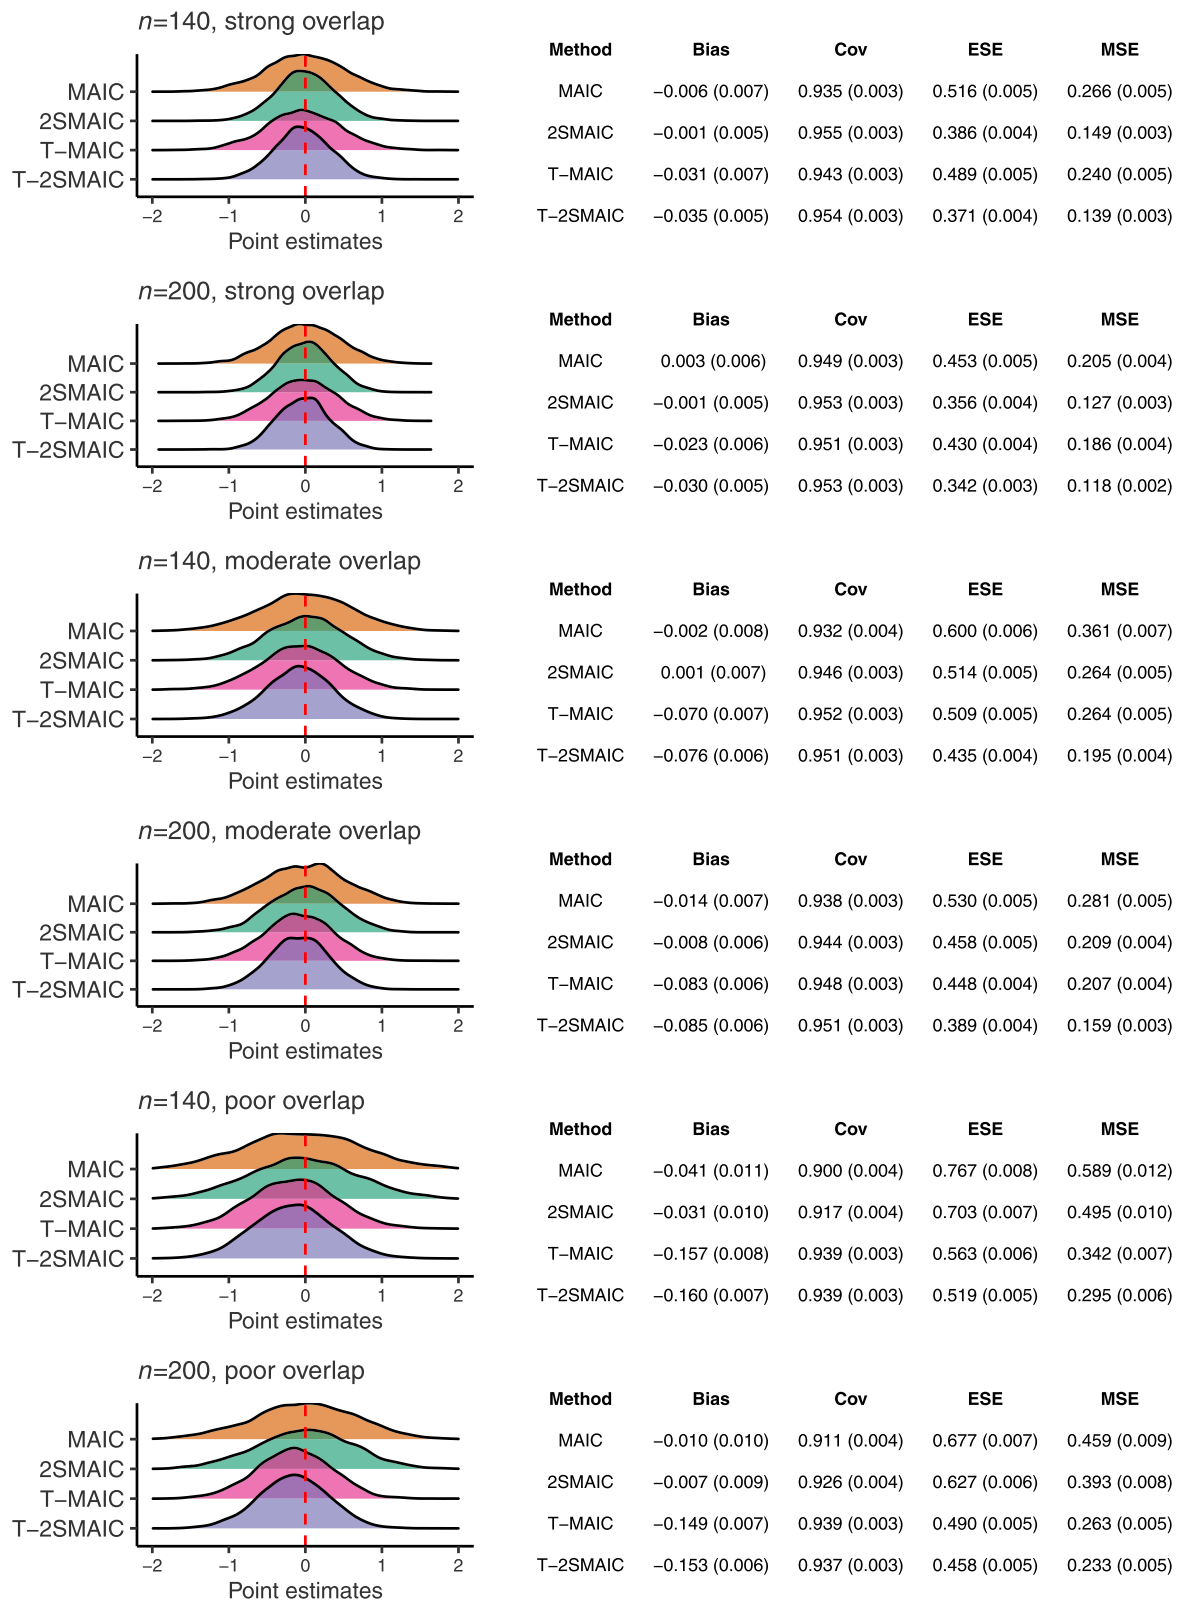 n=140, strong overlap
MAIC
2SMAIC
T−MAIC
T−2SMAIC
−2 −1 0 1 2
Point estimates
Method Bias Cov ESE MSE
MAIC −0.006 (0.007) 0.935 (0.003) 0.516 (0.005) 0.266 (0.005)
2SMAIC −0.001 (0.005) 0.955 (0.003) 0.386 (0.004) 0.149 (0.003)
T−MAIC −0.031 (0.007) 0.943 (0.003) 0.489 (0.005) 0.240 (0.005)
T−2SMAIC −0.035 (0.005) 0.954 (0.003) 0.371 (0.004) 0.139 (0.003)
n=200, strong overlap
MAIC
2SMAIC
T−MAIC
T−2SMAIC
−2 −1 0 1 2
Point estimates
Method Bias Cov ESE MSE
MAIC 0.003 (0.006) 0.949 (0.003) 0.453 (0.005) 0.205 (0.004)
2SMAIC −0.001 (0.005) 0.953 (0.003) 0.356 (0.004) 0.127 (0.003)
T−MAIC −0.023 (0.006) 0.951 (0.003) 0.430 (0.004) 0.186 (0.004)
T−2SMAIC −0.030 (0.005) 0.953 (0.003) 0.342 (0.003) 0.118 (0.002)
n=140, moderate overlap
MAIC
2SMAIC
T−MAIC
T−2SMAIC
−2 −1 0 1 2
Point estimates
Method Bias Cov ESE MSE
MAIC −0.002 (0.008) 0.932 (0.004) 0.600 (0.006) 0.361 (0.007)
2SMAIC 0.001 (0.007) 0.946 (0.003) 0.514 (0.005) 0.264 (0.005)
T−MAIC −0.070 (0.007) 0.952 (0.003) 0.509 (0.005) 0.264 (0.005)
T−2SMAIC −0.076 (0.006) 0.951 (0.003) 0.435 (0.004) 0.195 (0.004)
n=200, moderate overlap
MAIC
2SMAIC
T−MAIC
T−2SMAIC
−2 −1 0 1 2
Point estimates
Method Bias Cov ESE MSE
MAIC −0.014 (0.007) 0.938 (0.003) 0.530 (0.005) 0.281 (0.005)
2SMAIC −0.008 (0.006) 0.944 (0.003) 0.458 (0.005) 0.209 (0.004)
T−MAIC −0.083 (0.006) 0.948 (0.003) 0.448 (0.004) 0.207 (0.004)
T−2SMAIC −0.085 (0.006) 0.951 (0.003) 0.389 (0.004) 0.159 (0.003)
n=140, poor overlap
MAIC
2SMAIC
T−MAIC
T−2SMAIC
−2 −1 0 1 2
Point estimates
Method Bias Cov ESE MSE
MAIC −0.041 (0.011) 0.900 (0.004) 0.767 (0.008) 0.589 (0.012)
2SMAIC −0.031 (0.010) 0.917 (0.004) 0.703 (0.007) 0.495 (0.010)
T−MAIC −0.157 (0.008) 0.939 (0.003) 0.563 (0.006) 0.342 (0.007)
T−2SMAIC −0.160 (0.007) 0.939 (0.003) 0.519 (0.005) 0.295 (0.006)
n=200, poor overlap
MAIC
2SMAIC
T−MAIC
T−2SMAIC
−2 −1 0 1 2
Point estimates
Method Bias Cov ESE MSE
MAIC −0.010 (0.010) 0.911 (0.004) 0.677 (0.007) 0.459 (0.009)
2SMAIC −0.007 (0.009) 0.926 (0.004) 0.627 (0.006) 0.393 (0.008)
T−MAIC −0.149 (0.007) 0.939 (0.003) 0.490 (0.005) 0.263 (0.005)
T−2SMAIC −0.153 (0.006) 0.937 (0.003) 0.458 (0.005) 0.233 (0.005)